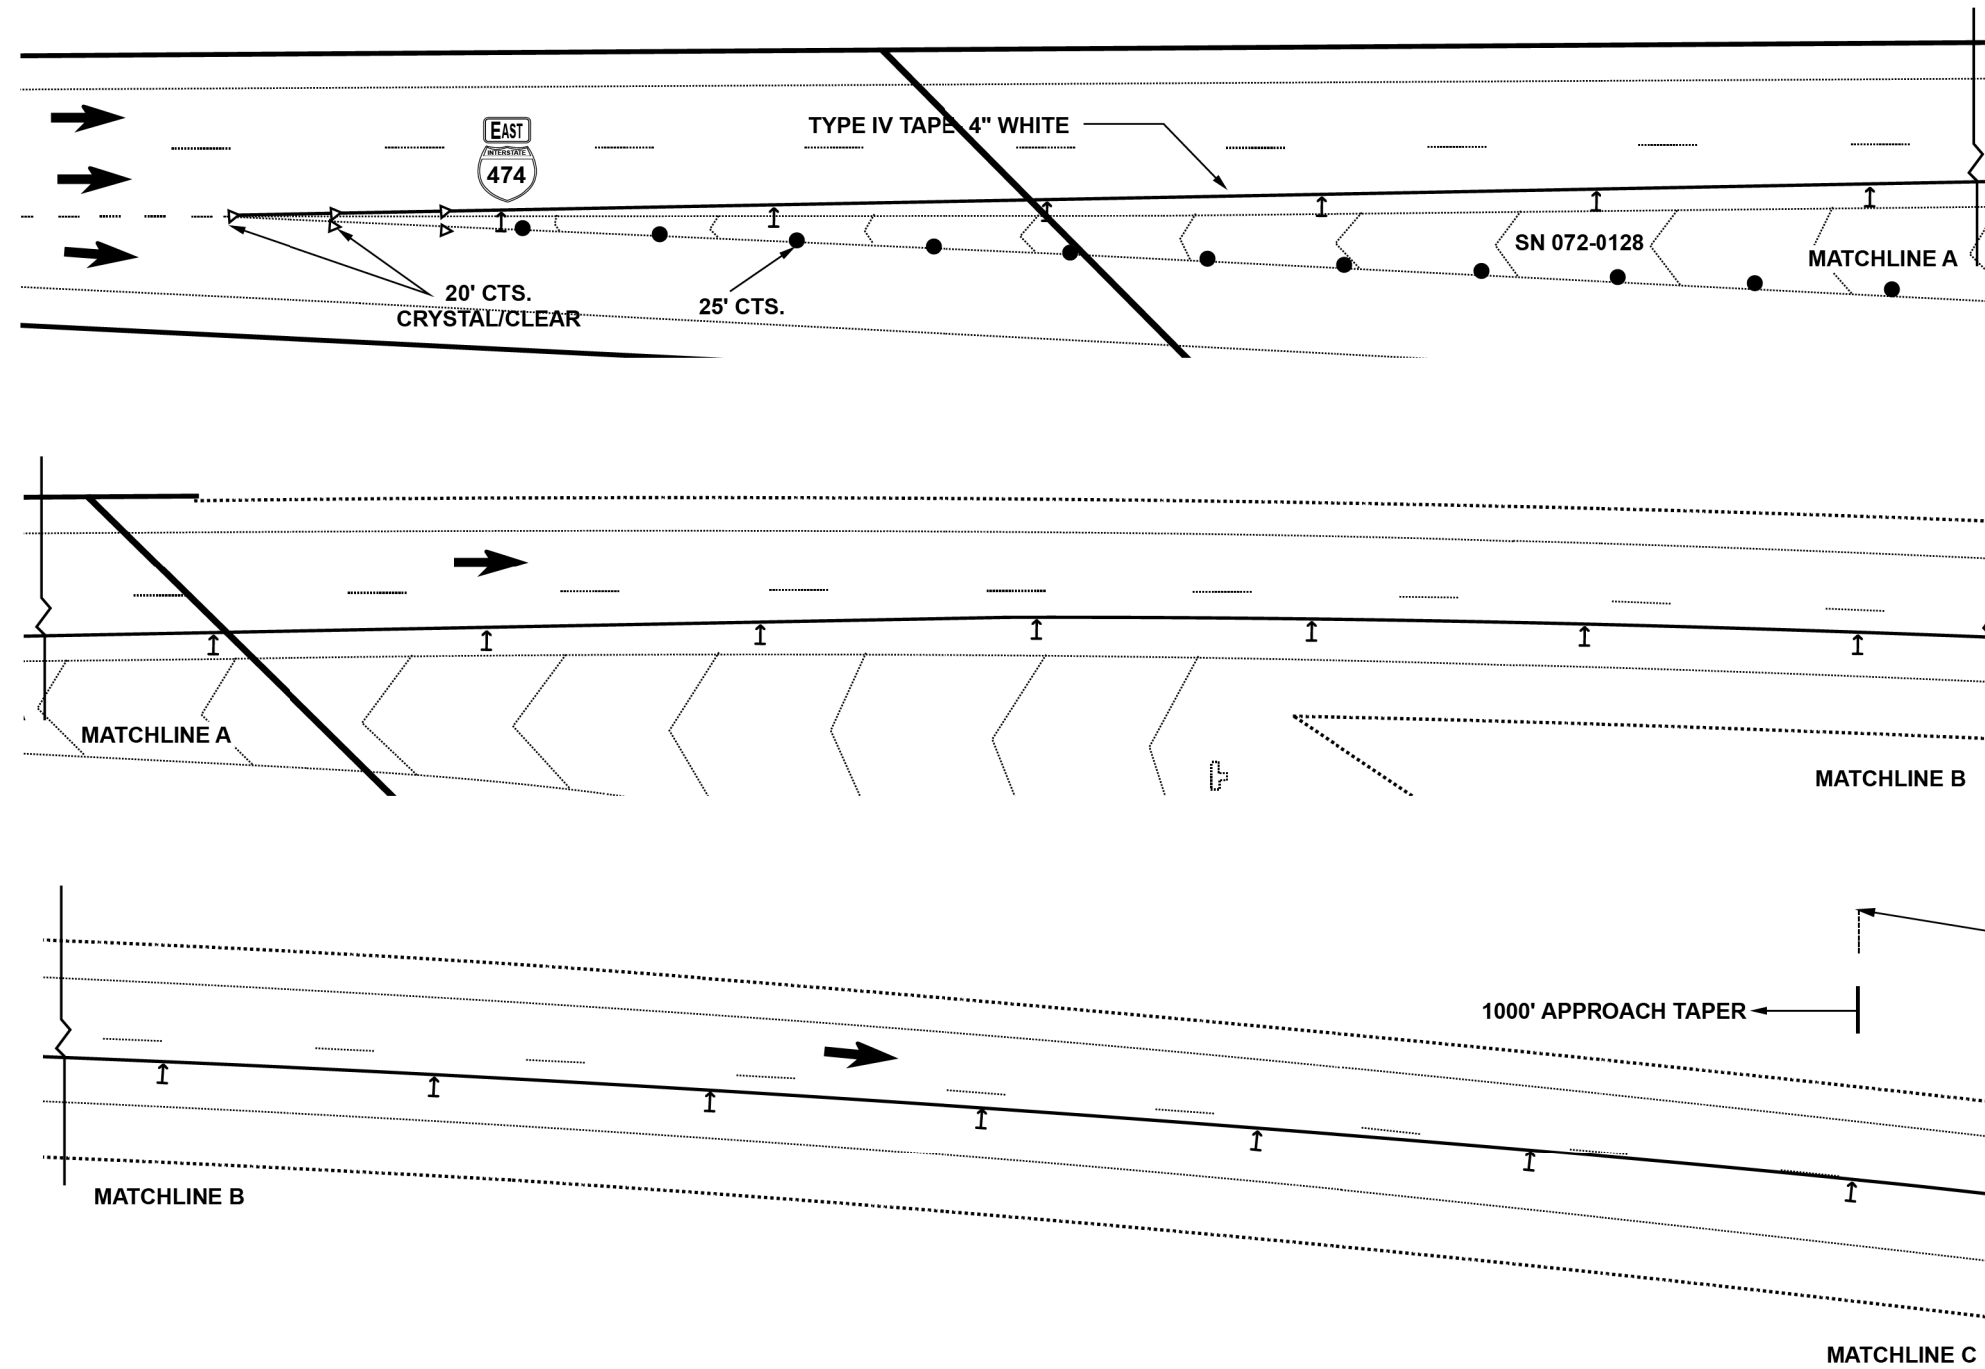 EAST
INTERSTATE
474
TYPE IV TAPE- 4" WHITE
SN 072-0128
MATCHLINE A
20' CTS.
CRYSTAL/CLEAR
25' CTS.
MATCHLINE A
MATCHLINE B
1000' APPROACH TAPER
MATCHLINE B
MATCHLINE C